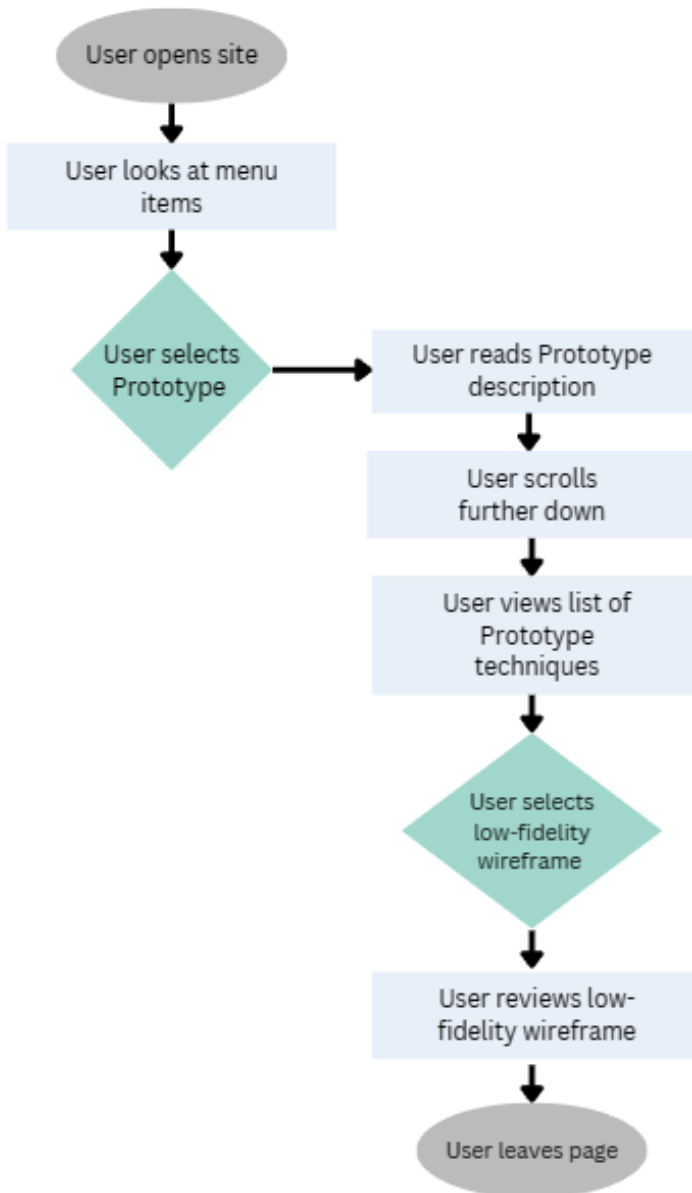 User opens site
User looks at menu
items
User selects
Prototype
User reads Prototype
description
User scrolls
further down
User views list of
Prototype
techniques
User selects
low-fidelity
wireframe
User reviews low-
fidelity wireframe
User leaves page